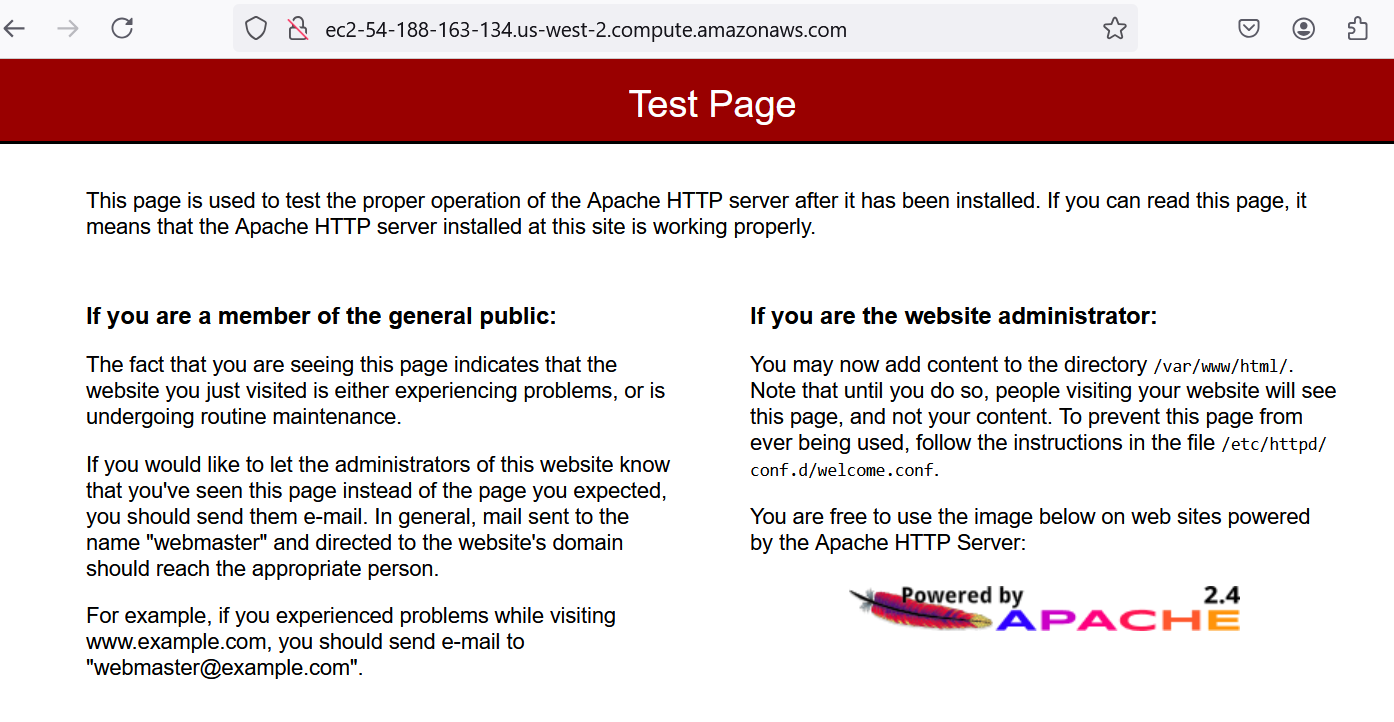 ec2-54-188-163-134.us-west-2.compute.amazonaws.com
Test Page
This page is used to test the proper operation of the Apache HTTP server after it has been installed. If you can read this page, it
means that the Apache HTTP server installed at this site is working properly.
If you are a member of the general public:
The fact that you are seeing this page indicates that the
website you just visited is either experiencing problems, or is
undergoing routine maintenance.
If you would like to let the administrators of this website know
that you've seen this page instead of the page you expected,
you should send them e-mail. In general, mail sent to the
name "webmaster" and directed to the website's domain
should reach the appropriate person.
For example, if you experienced problems while visiting
www.example.com, you should send e-mail to
"webmaster@example.com".
If you are the website administrator:
You may now add content to the directory /var/www/html/.
Note that until you do so, people visiting your website will see
this page, and not your content. To prevent this page from
ever being used, follow the instructions in the file /etc/httpd/
conf.d/welcome.conf.
You are free to use the image below on web sites powered
by the Apache HTTP Server:
Powered by 2.4
APACHE